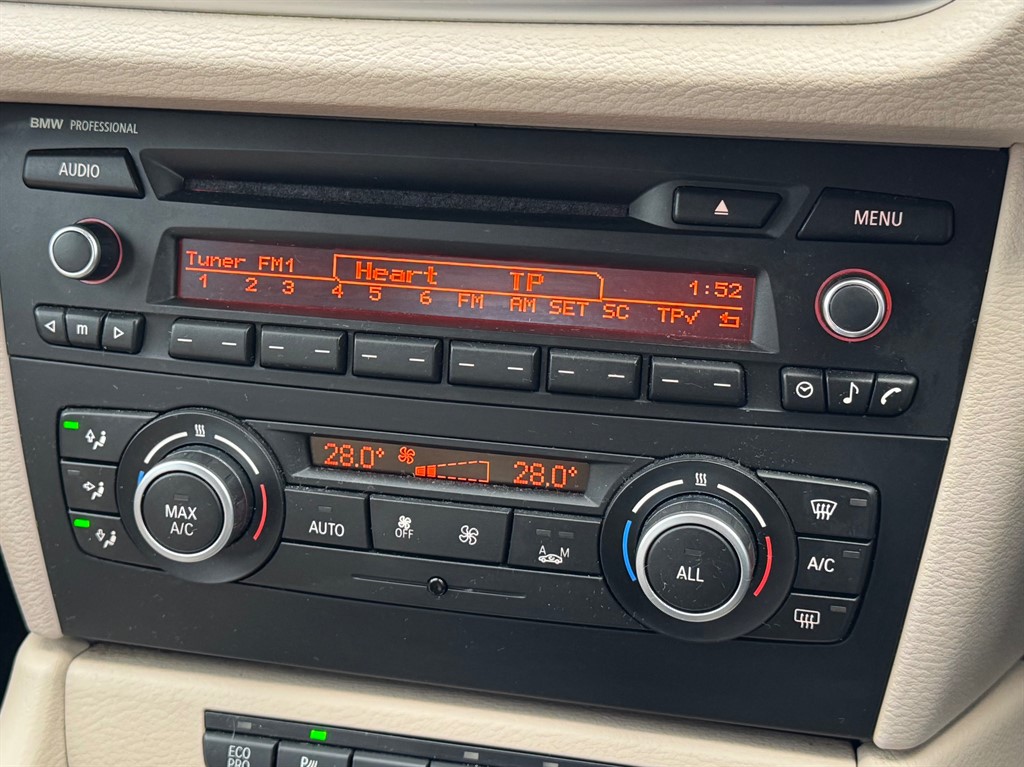 BMW PROFESSIONAL
AUDIO
MENU
Tuner FM1 Heart TP 1:52
1 2 3 4 5 6 FM AM SET SC TP✓
m
28.0° 28.0°
MAX
A/C
AUTO
OFF
A M
ALL
A/C
ECO
PRO
P